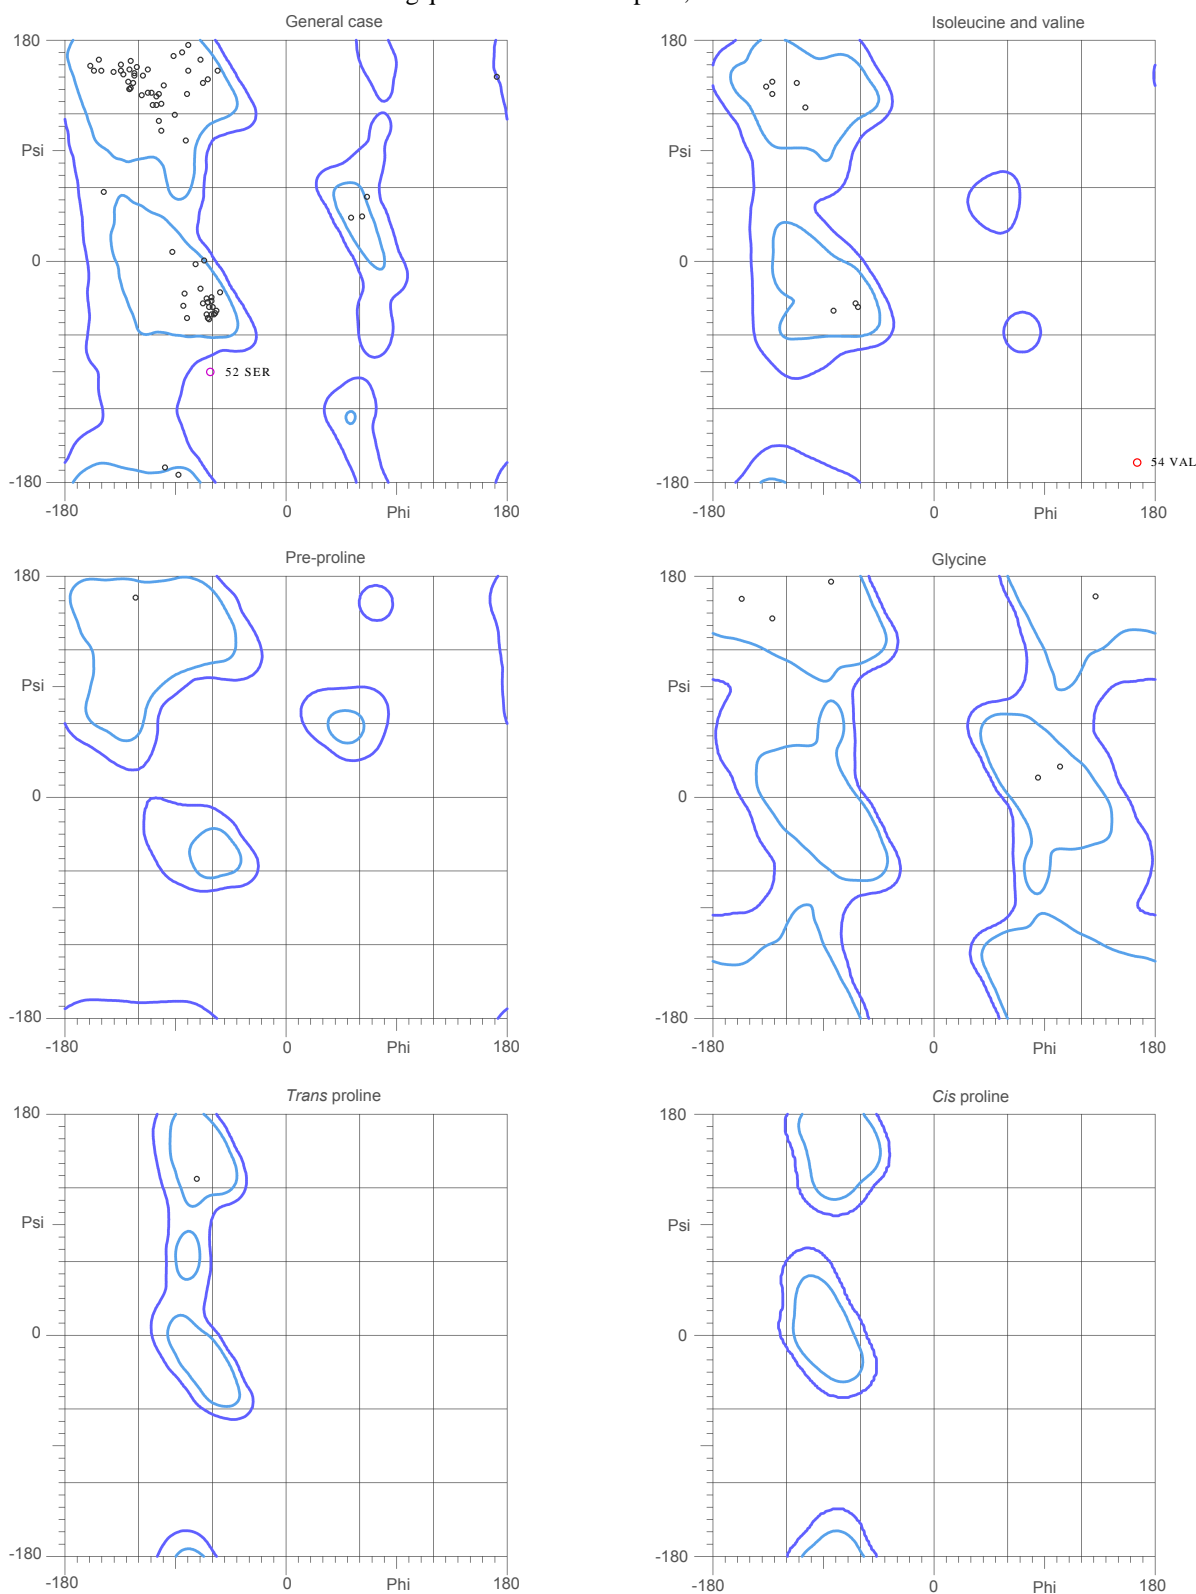 General case
180
Psi
0
-180
-180
0
Phi
180
52 SER
Isoleucine and valine
180
Psi
0
-180
-180
0
Phi
180
54 VAL
Pre-proline
180
Psi
0
-180
-180
0
Phi
180
Glycine
180
Psi
0
-180
-180
0
Phi
180
Trans proline
180
Psi
0
-180
-180
0
Phi
180
Cis proline
180
Psi
0
-180
-180
0
Phi
180